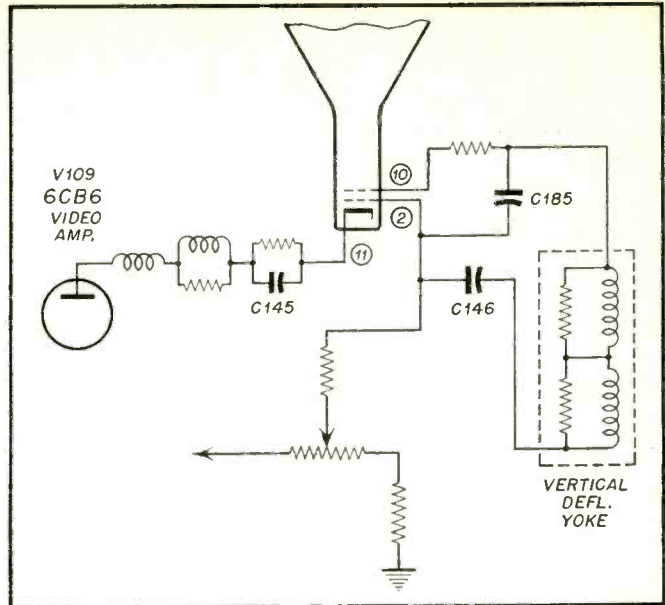 V109
6CB6
VIDEO
AMP.
10
2
11
C185
C145
C146
VERTICAL
DEFL.
YOKE